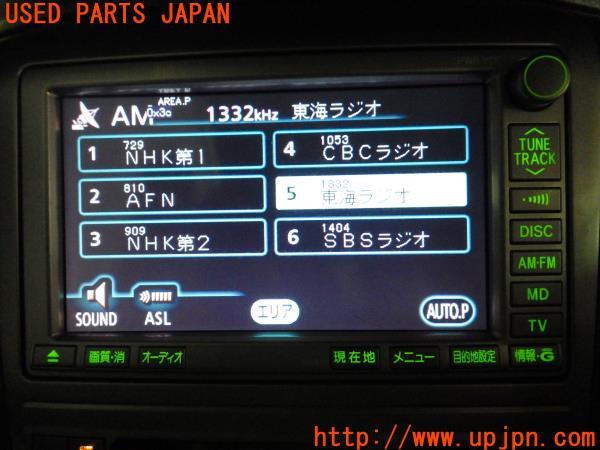 USED PARTS JAPAN
AREA.P
AM 0x3c 1332kHz 東海ラジオ
1 729 NHK第1
4 1053 CBCラジオ
2 810 AFN
5 1332 東海ラジオ
3 909 NHK第2
6 1404 SBSラジオ
SOUND
ASL
エリア
AUTO.P
TUNE
TRACK
DISC
AM•FM
MD
TV
画質•消
オーディオ
現在地
メニュー
目的地設定
情報•G
http://www.upjpn.com